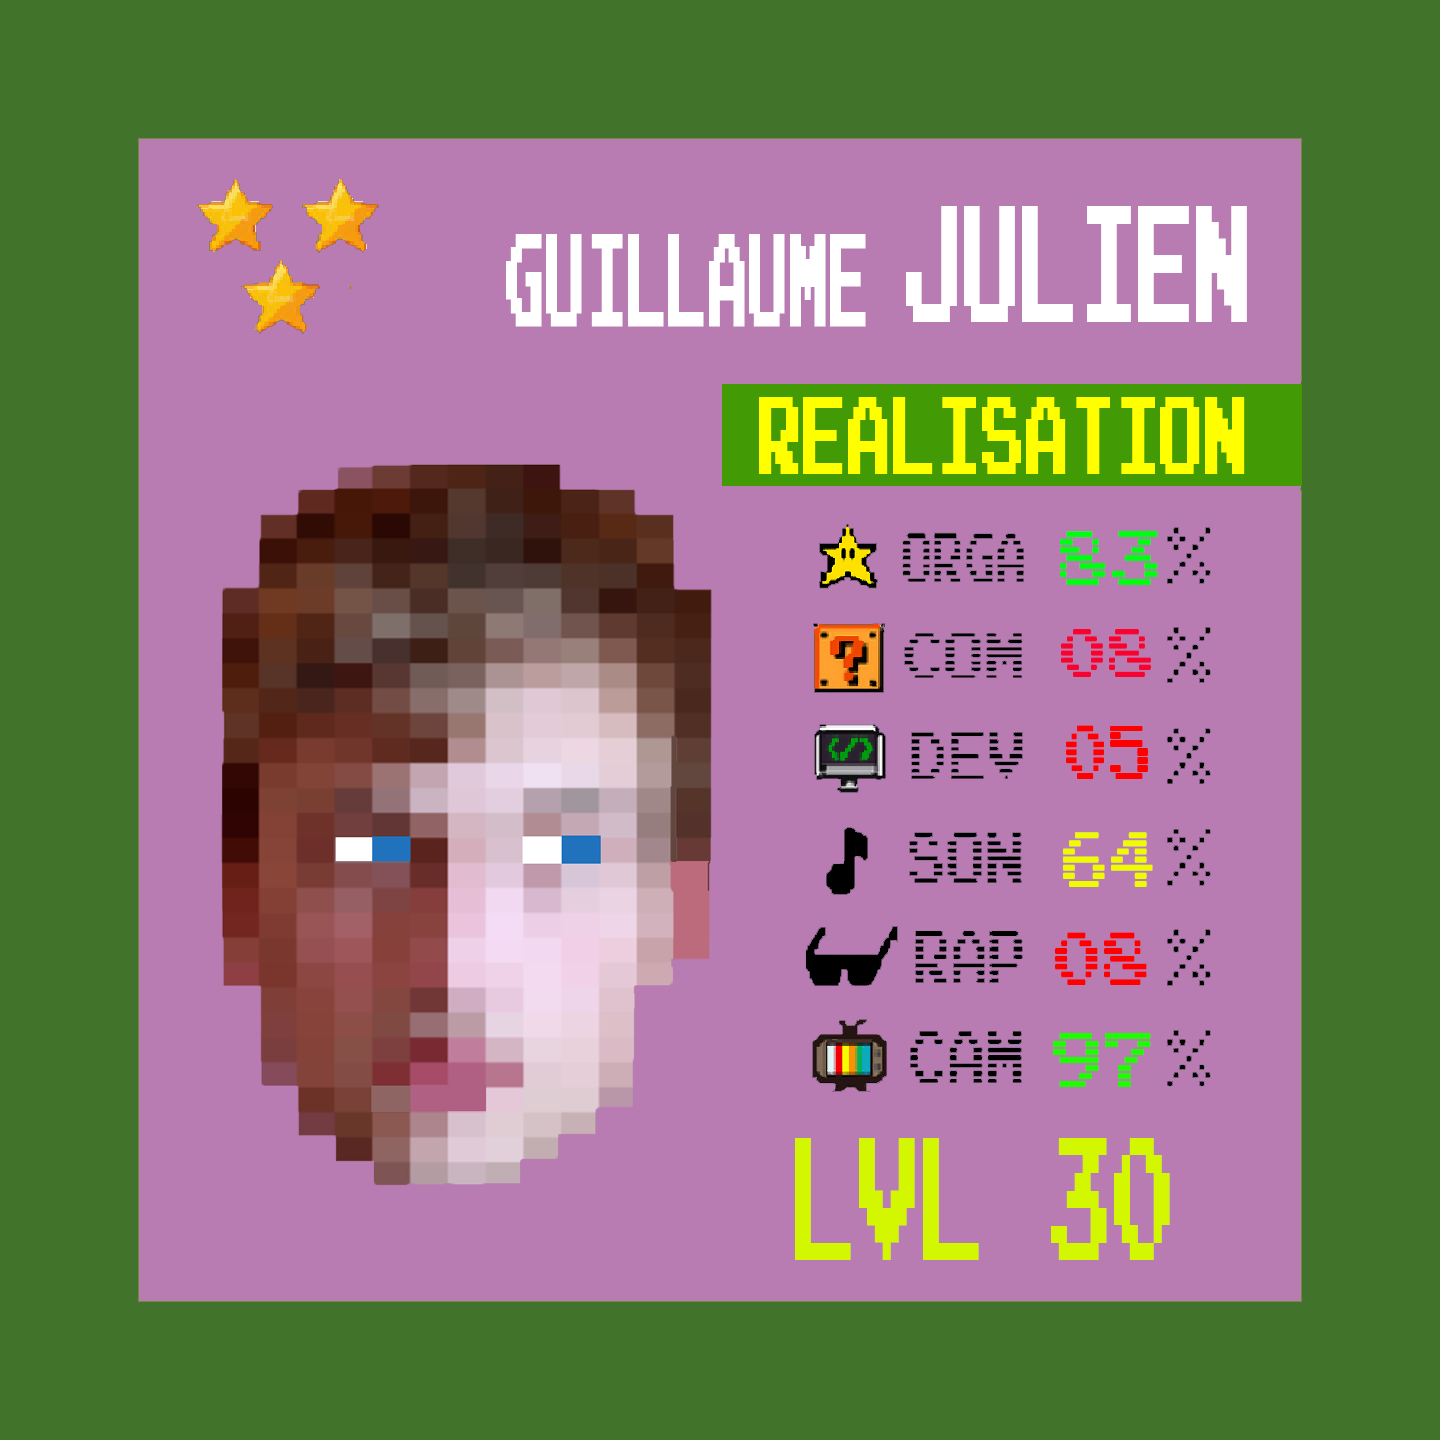 GUILLAUME JULIEN
REALISATION
ORGA 83%
? COM 08%
</> DEV 05%
SON 64%
RAP 08%
CAM 97%
LVL 30